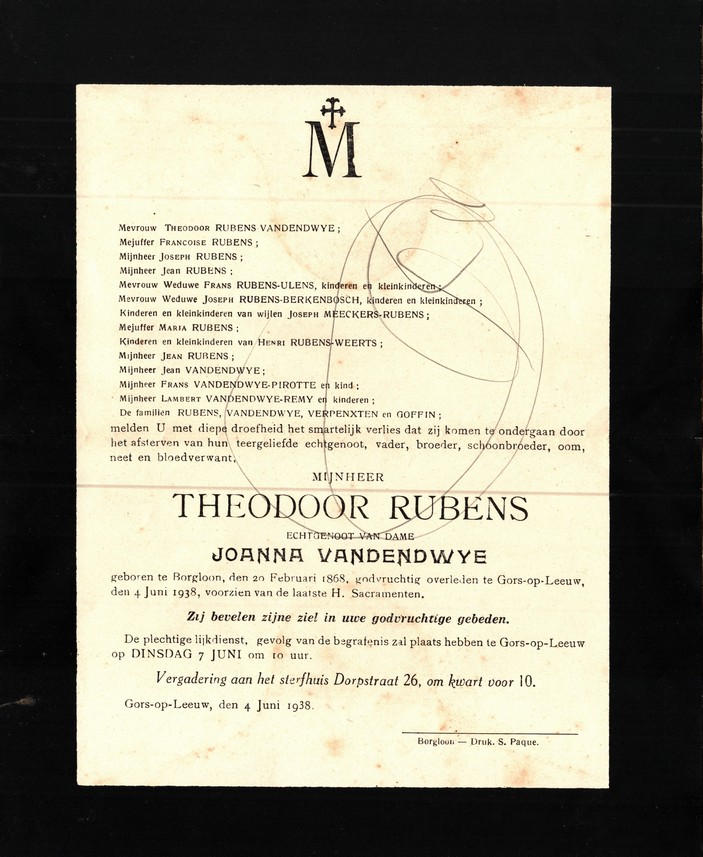 M
Mevrouw THEODOOR RUBENS VANDENDWYE ;
Mejuffer FRANCOISE RUBENS ;
Mijnheer JOSEPH RUBENS ;
Mijnheer Jean RUBENS ;
Mevrouw Weduwe FRANS RUBENS-ULENS, kinderen en kleinkinderen ;
Mevrouw Weduwe JOSEPH RUBENS-BERKENBOSCH, kinderen en kleinkinderen ;
Kinderen en kleinkinderen van wijlen JOSEPH MEECKERS-RUBENS ;
Mejuffer MARIA RUBENS ;
Kinderen en kleinkinderen van HENRI RUBENS-WEERTS ;
Mijnheer JEAN RUBENS ;
Mijnheer Jean VANDENDWYE ;
Mijnheer FRANS VANDENDWYE-PIROTTE en kind ;
Mijnheer LAMBERT VANDENDWYE-REMY en kinderen ;
De familien RUBENS, VANDENDWYE, VERPENXTEN en GOFFIN ;
melden U met diepe droefheid het smartelijk verlies dat zij komen te ondergaan door
het afsterven van hun teergeliefde echtgenoot, vader, broeder, schoonbroeder, oom,
neet en bloedverwant,
MIJNHEER
THEODOOR RUBENS
ECHTGENOOT VAN DAME
JOANNA VANDENDWYE
geboren te Borgloon, den 20 Februari 1868, godvruchtig overleden te Gors-op-Leeuw,
den 4 Juni 1938, voorzien van de laatste H. Sacramenten.
Zij bevelen zijne ziel in uwe godvruchtige gebeden.
De plechtige lijkdienst, gevolg van de begrafenis zal plaats hebben te Gors-op-Leeuw
op DINSDAG 7 JUNI om 10 uur.
Vergadering aan het sterfhuis Dorpstraat 26, om kwart voor 10.
Gors-op-Leeuw, den 4 Juni 1938.
Borgloon — Druk. S. Paque.